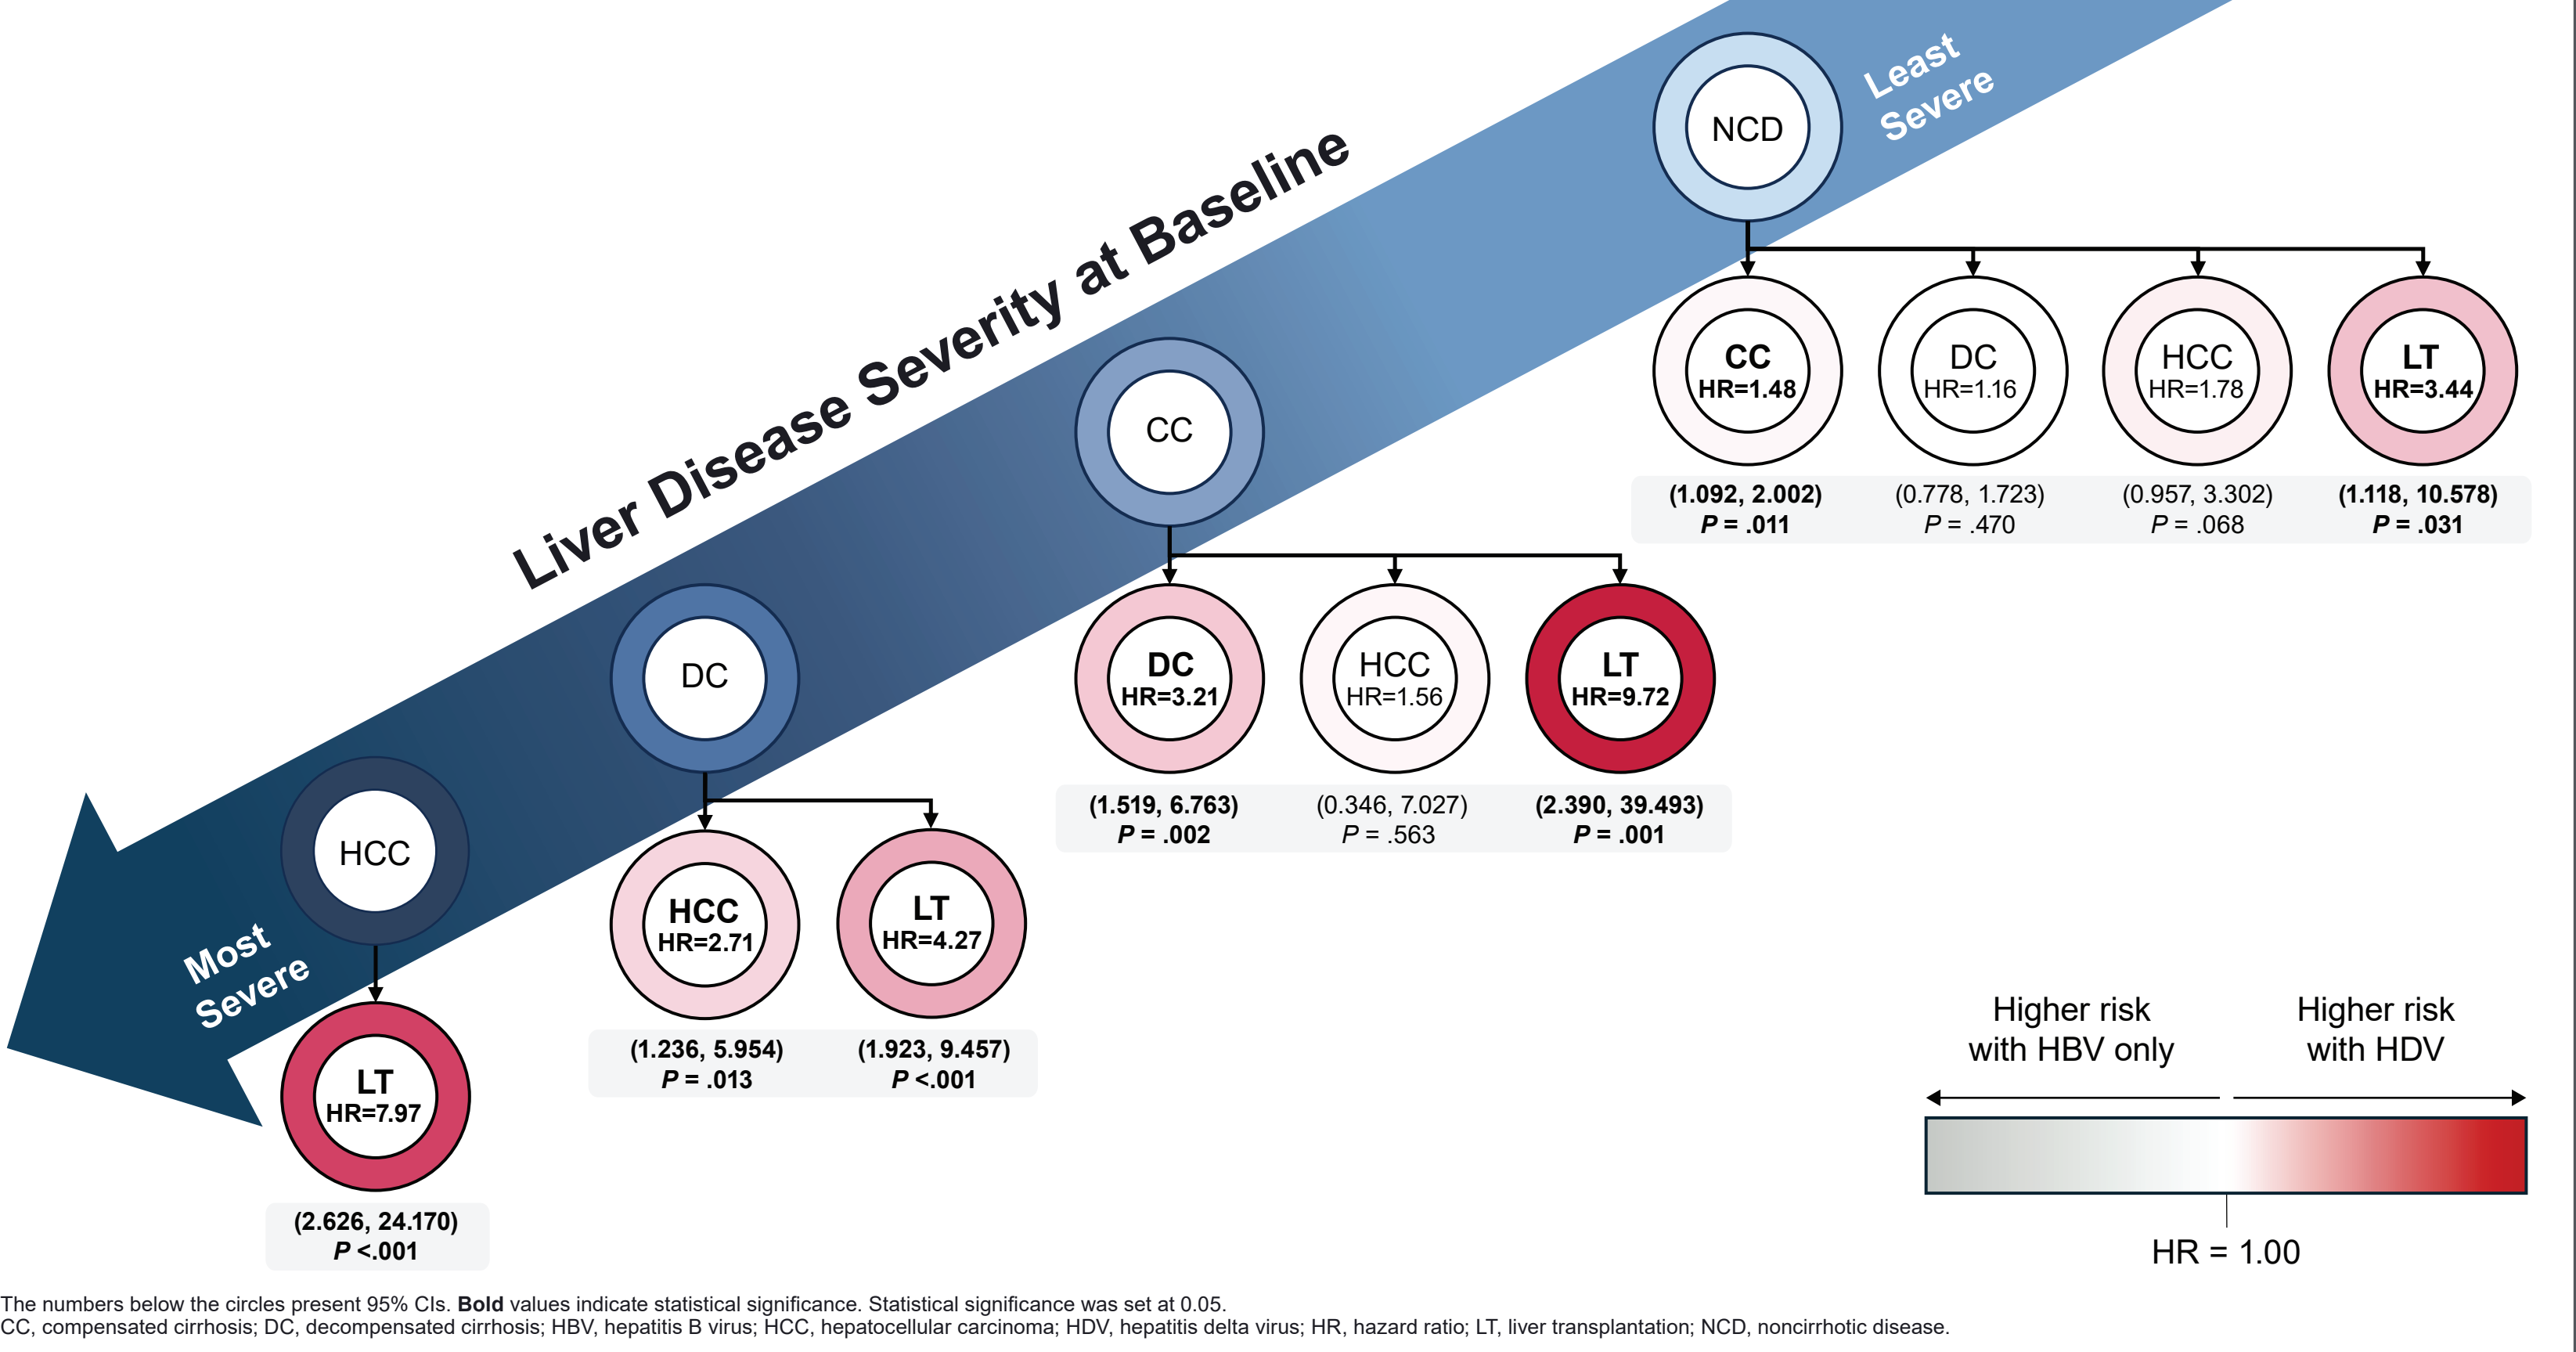 Liver Disease Severity at Baseline
Least
Severe
NCD
CC
HR=1.48
(1.092, 2.002)
P = .011
DC
HR=1.16
(0.778, 1.723)
P = .470
HCC
HR=1.78
(0.957, 3.302)
P = .068
LT
HR=3.44
(1.118, 10.578)
P = .031
CC
DC
HR=3.21
(1.519, 6.763)
P = .002
HCC
HR=1.56
(0.346, 7.027)
P = .563
LT
HR=9.72
(2.390, 39.493)
P = .001
DC
HCC
HR=2.71
(1.236, 5.954)
P = .013
LT
HR=4.27
(1.923, 9.457)
P <.001
HCC
Most
Severe
LT
HR=7.97
(2.626, 24.170)
P <.001
Higher risk
with HBV only
Higher risk
with HDV
HR = 1.00
The numbers below the circles present 95% CIs. Bold values indicate statistical significance. Statistical significance was set at 0.05.
CC, compensated cirrhosis; DC, decompensated cirrhosis; HBV, hepatitis B virus; HCC, hepatocellular carcinoma; HDV, hepatitis delta virus; HR, hazard ratio; LT, liver transplantation; NCD, noncirrhotic disease.